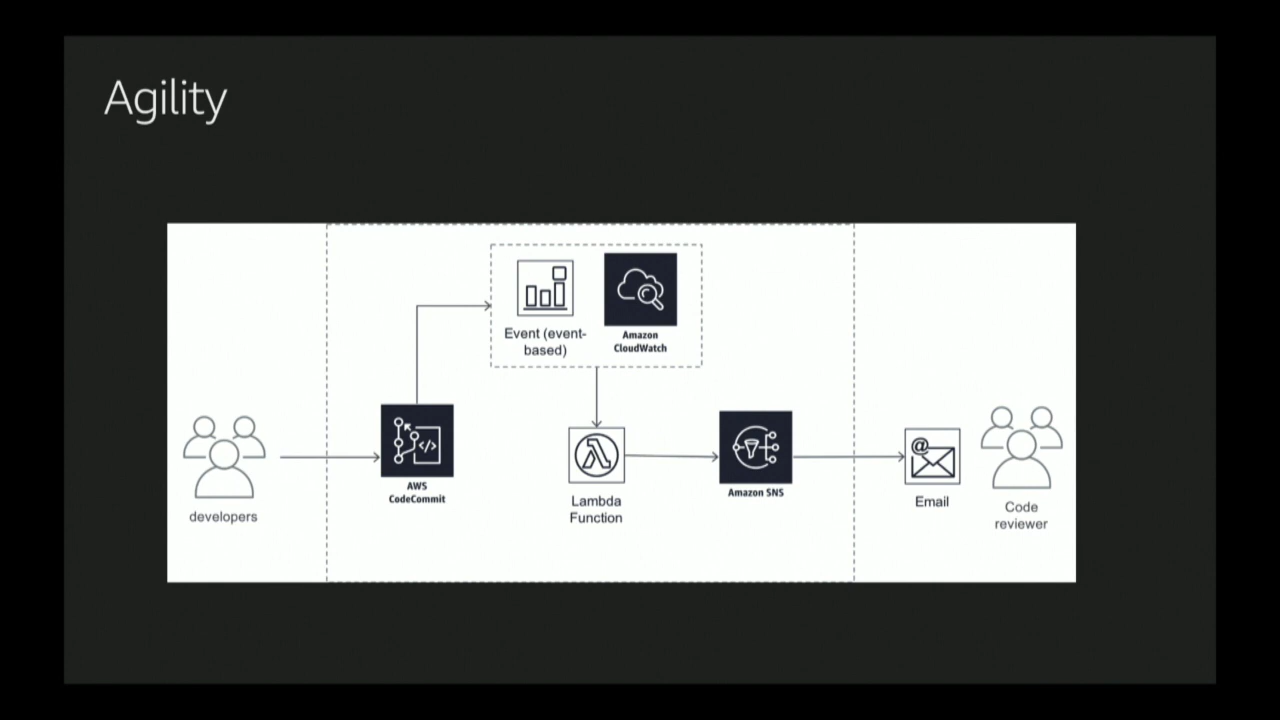 Agility
Event (event-
based)
Amazon
CloudWatch
developers
AWS
CodeCommit
</>
Lambda
Function
Amazon SNS
@
Email
Code
reviewer